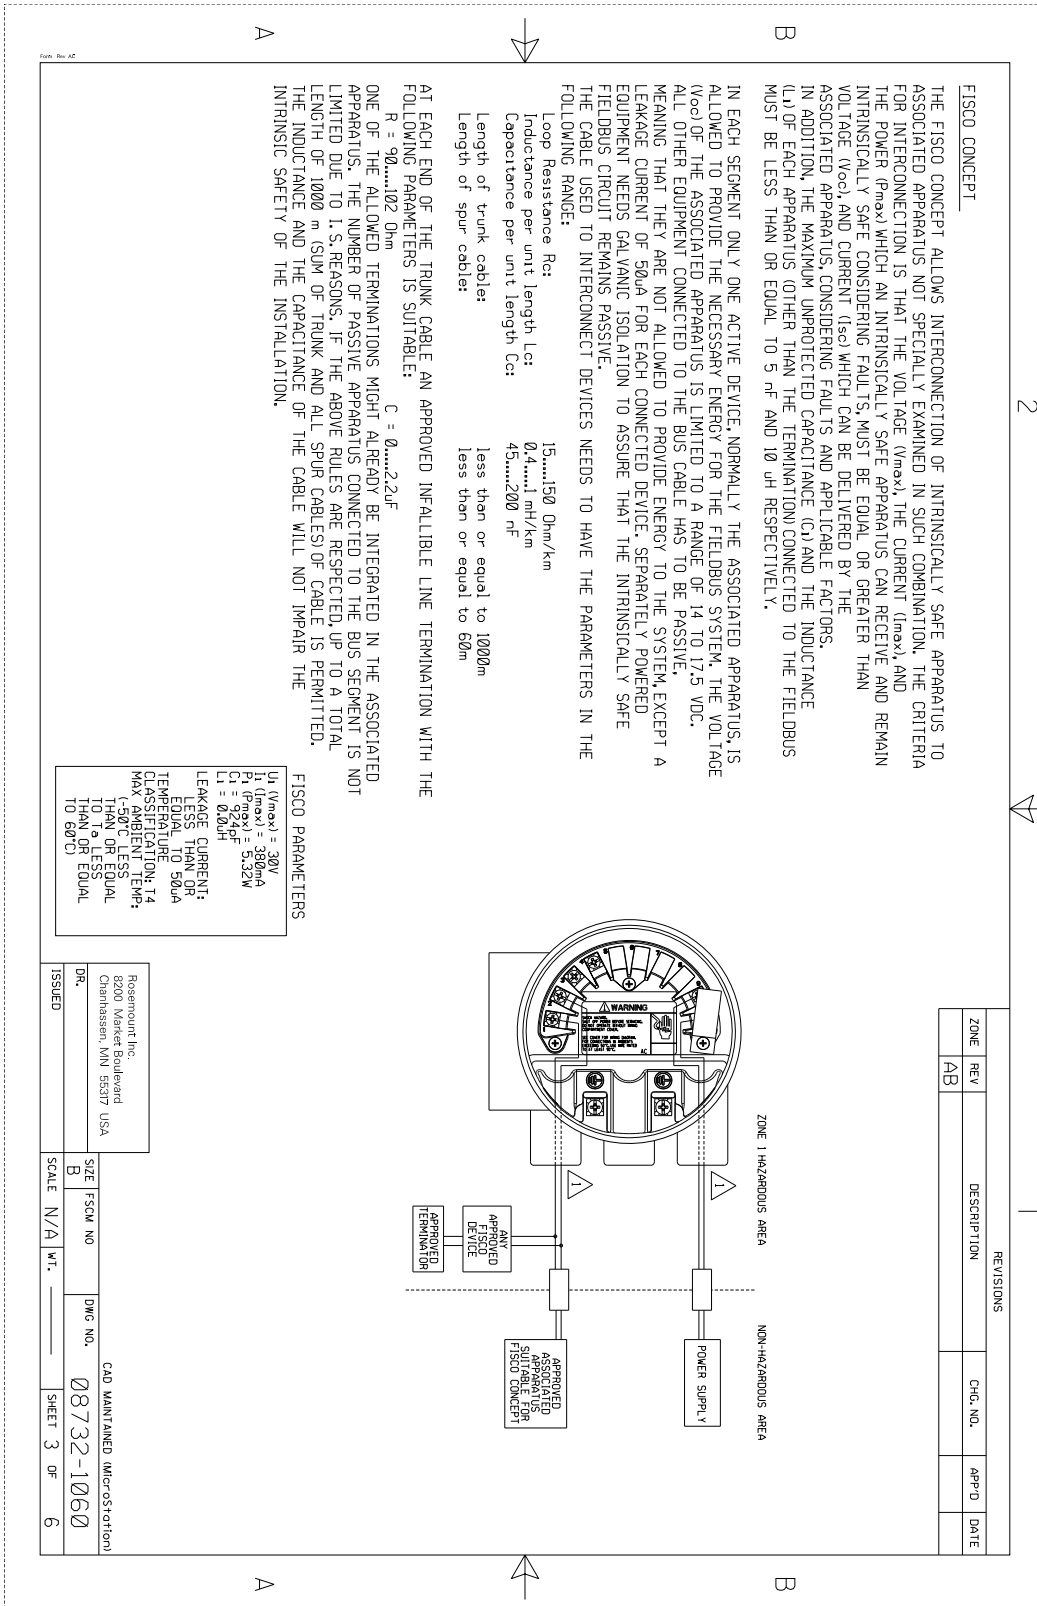 Form Rev AC
2
1
B
B
A
A
FISCO CONCEPT
THE FISCO CONCEPT ALLOWS INTERCONNECTION OF INTRINSICALLY SAFE APPARATUS TO
ASSOCIATED APPARATUS NOT SPECIALLY EXAMINED IN SUCH COMBINATION. THE CRITERIA
FOR INTERCONNECTION IS THAT THE VOLTAGE (Vmax), THE CURRENT (Imax), AND
THE POWER (Pmax) WHICH AN INTRINSICALLY SAFE APPARATUS CAN RECEIVE AND REMAIN
INTRINSICALLY SAFE CONSIDERING FAULTS, MUST BE EQUAL OR GREATER THAN
VOLTAGE (Voc), AND CURRENT (Isc) WHICH CAN BE DELIVERED BY THE
ASSOCIATED APPARATUS, CONSIDERING FAULTS AND APPLICABLE FACTORS.
IN ADDITION, THE MAXIMUM UNPROTECTED CAPACITANCE (Ci) AND THE INDUCTANCE
(Li) OF EACH APPARATUS (OTHER THAN THE TERMINATION) CONNECTED TO THE FIELDBUS
MUST BE LESS THAN OR EQUAL TO 5 nF AND 10 uH RESPECTIVELY.
IN EACH SEGMENT ONLY ONE ACTIVE DEVICE, NORMALLY THE ASSOCIATED APPARATUS, IS
ALLOWED TO PROVIDE THE NECESSARY ENERGY FOR THE FIELDBUS SYSTEM. THE VOLTAGE
(Voc) OF THE ASSOCIATED APPARATUS IS LIMITED TO A RANGE OF 14 TO 17.5 VDC.
ALL OTHER EQUIPMENT CONNECTED TO THE BUS CABLE HAS TO BE PASSIVE,
MEANING THAT THEY ARE NOT ALLOWED TO PROVIDE ENERGY TO THE SYSTEM, EXCEPT A
LEAKAGE CURRENT OF 50uA FOR EACH CONNECTED DEVICE. SEPARATELY POWERED
EQUIPMENT NEEDS GALVANIC ISOLATION TO ASSURE THAT THE INTRINSICALLY SAFE
FIELDBUS CIRCUIT REMAINS PASSIVE.
THE CABLE USED TO INTERCONNECT DEVICES NEEDS TO HAVE THE PARAMETERS IN THE
FOLLOWING RANGE:
Loop Resistance Rc: 15.....150 Ohm/km
Inductance per unit length Lc: 0.4.....1 mH/km
Capacitance per unit length Cc: 45.....200 nF
Length of trunk cable: less than or equal to 1000m
Length of spur cable: less than or equal to 60m
AT EACH END OF THE TRUNK CABLE AN APPROVED INFALLIBLE LINE TERMINATION WITH THE
FOLLOWING PARAMETERS IS SUITABLE:
R = 90.....102 Ohm C = 0.....2.2uF
ONE OF THE ALLOWED TERMINATIONS MIGHT ALREADY BE INTEGRATED IN THE ASSOCIATED
APPARATUS. THE NUMBER OF PASSIVE APPARATUS CONNECTED TO THE BUS SEGMENT IS NOT
LIMITED DUE TO I.S.REASONS. IF THE ABOVE RULES ARE RESPECTED, UP TO A TOTAL
LENGTH OF 1000 m (SUM OF TRUNK AND ALL SPUR CABLES) OF CABLE IS PERMITTED.
THE INDUCTANCE AND THE CAPACITANCE OF THE CABLE WILL NOT IMPAIR THE
INTRINSIC SAFETY OF THE INSTALLATION.
FISCO PARAMETERS
Ui (Vmax) = 30V
Ii (Imax) = 380mA
Pi (Pmax) = 5.32W
Ci = 924pF
Li = 0.0uH
LEAKAGE CURRENT:
LESS THAN OR
EQUAL TO 50uA
TEMPERATURE
CLASSIFICATION: T4
MAX AMBIENT TEMP:
(-50°C LESS
THAN OR EQUAL
TO Ta LESS
THAN OR EQUAL
TO 60°C)
REVISIONS
ZONE REV DESCRIPTION CHG. NO. APP'D DATE
AB
ZONE 1 HAZARDOUS AREA NON-HAZARDOUS AREA
WARNING
AC
1
1
POWER SUPPLY
APPROVED
ASSOCIATED
APPARATUS
SUITABLE FOR
FISCO CONCEPT
ANY
APPROVED
FISCO
DEVICE
APPROVED
TERMINATOR
Rosemount Inc.
8200 Market Boulevard
Chanhassen, MN 55317 USA
DR.
ISSUED
CAD MAINTAINED (MicroStation)
SIZE B FSCM NO DWG NO. 08732-1060
SCALE N/A WT. SHEET 3 OF 6